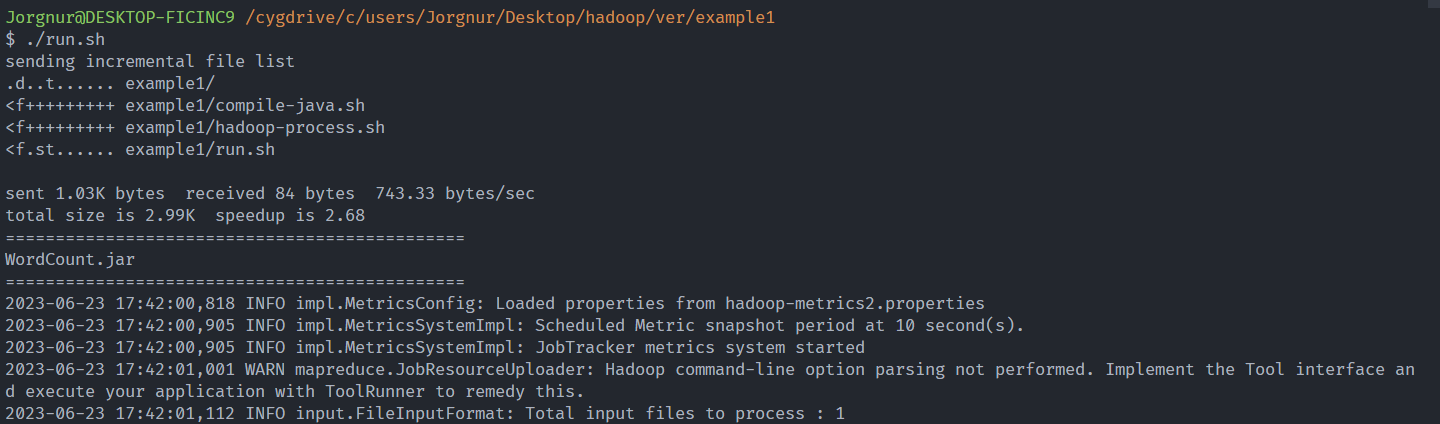 Jorgnur@DESKTOP-FICINC9 /cygdrive/c/users/Jorgnur/Desktop/hadoop/ver/example1
$ ./run.sh
sending incremental file list
.d..t...... example1/
<f+++++++++ example1/compile-java.sh
<f+++++++++ example1/hadoop-process.sh
<f.st...... example1/run.sh
sent 1.03K bytes  received 84 bytes  743.33 bytes/sec
total size is 2.99K  speedup is 2.68
==============================================
WordCount.jar
==============================================
2023-06-23 17:42:00,818 INFO impl.MetricsConfig: Loaded properties from hadoop-metrics2.properties
2023-06-23 17:42:00,905 INFO impl.MetricsSystemImpl: Scheduled Metric snapshot period at 10 second(s).
2023-06-23 17:42:00,905 INFO impl.MetricsSystemImpl: JobTracker metrics system started
2023-06-23 17:42:01,001 WARN mapreduce.JobResourceUploader: Hadoop command-line option parsing not performed. Implement the Tool interface an
d execute your application with ToolRunner to remedy this.
2023-06-23 17:42:01,112 INFO input.FileInputFormat: Total input files to process : 1